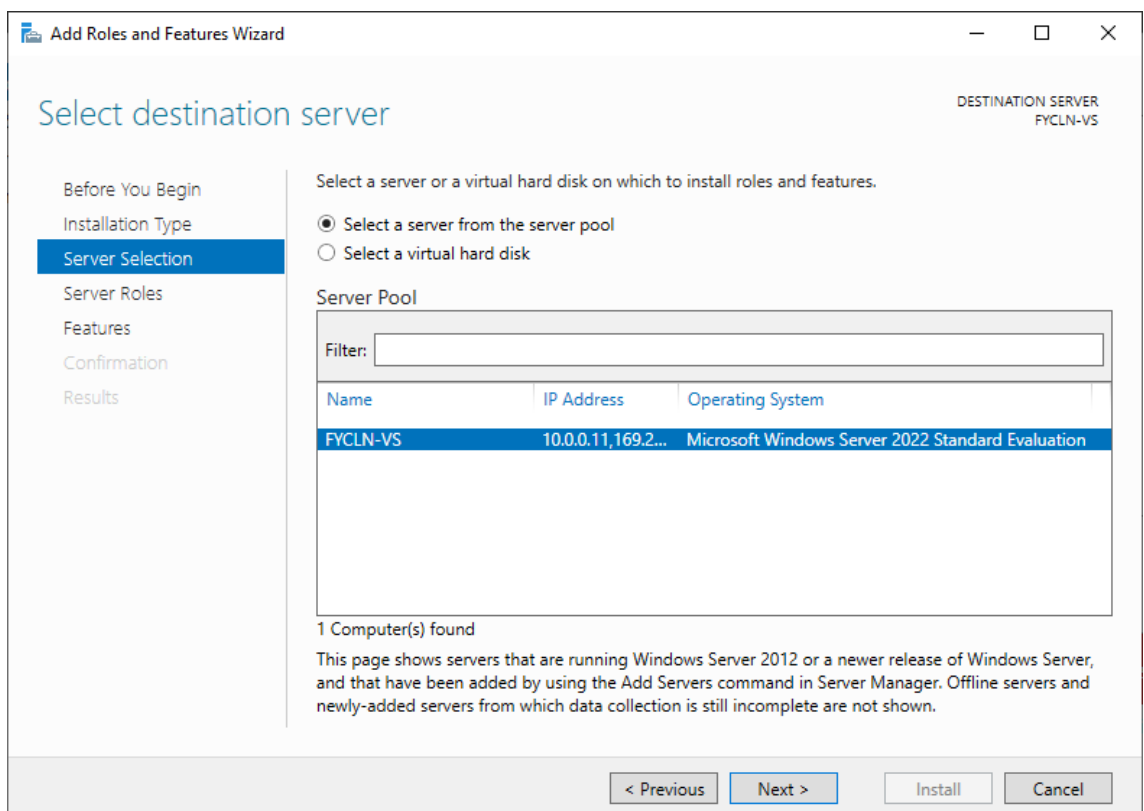 Add Roles and Features Wizard
Select destination server
DESTINATION SERVER
FYCLN-VS
Before You Begin
Installation Type
Server Selection
Server Roles
Features
Confirmation
Results
Select a server or a virtual hard disk on which to install roles and features.
Select a server from the server pool
Select a virtual hard disk
Server Pool
Filter:
Name IP Address Operating System
FYCLN-VS 10.0.0.11,169.2... Microsoft Windows Server 2022 Standard Evaluation
1 Computer(s) found
This page shows servers that are running Windows Server 2012 or a newer release of Windows Server,
and that have been added by using the Add Servers command in Server Manager. Offline servers and
newly-added servers from which data collection is still incomplete are not shown.
< Previous Next > Install Cancel